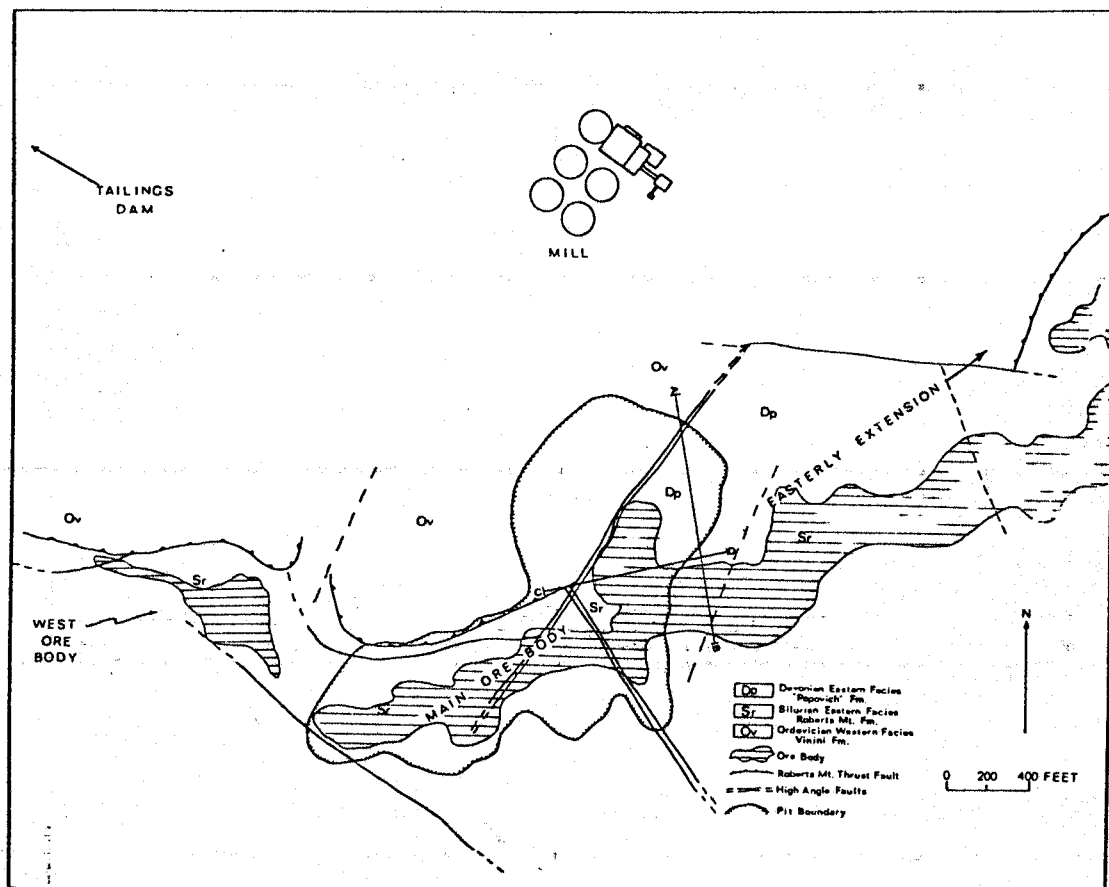 TAILINGS
DAM
MILL
Ov
Dp
EASTERLY EXTENSION
Dp
Ov
Ov
Sr
Sr
Cl
Sr
WEST
ORE
BODY
MAIN ORE BODY
N
Dp Devonian Eastern Facies
"Popovich" Fm.
Sr Silurian Eastern Facies
Roberts Mt. Fm.
Ov Ordovician Western Facies
Vinini Fm.
Ore Body
Roberts Mt. Thrust Fault
High Angle Faults
Pit Boundary
0 200 400 FEET